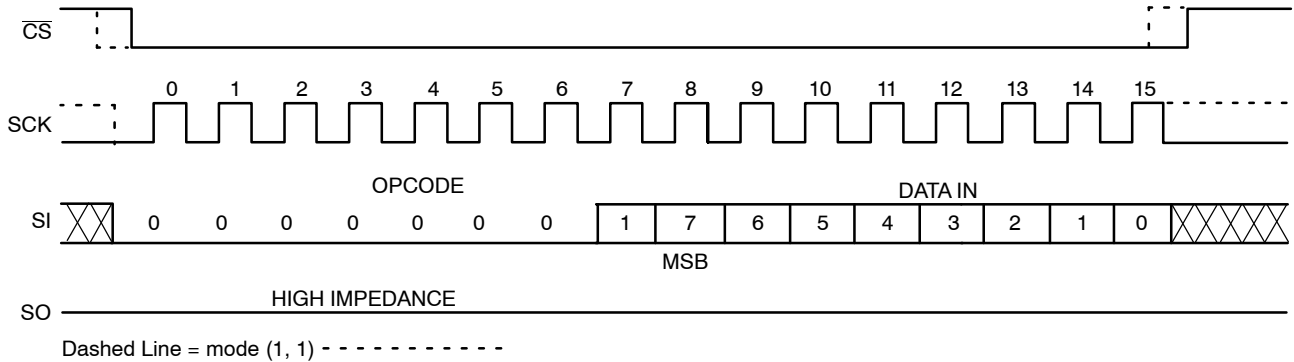 CS
0 1 2 3 4 5 6 7 8 9 10 11 12 13 14 15
SCK
OPCODE DATA IN
SI 0 0 0 0 0 0 0 1 7 6 5 4 3 2 1 0
MSB
HIGH IMPEDANCE
SO
Dashed Line = mode (1, 1)